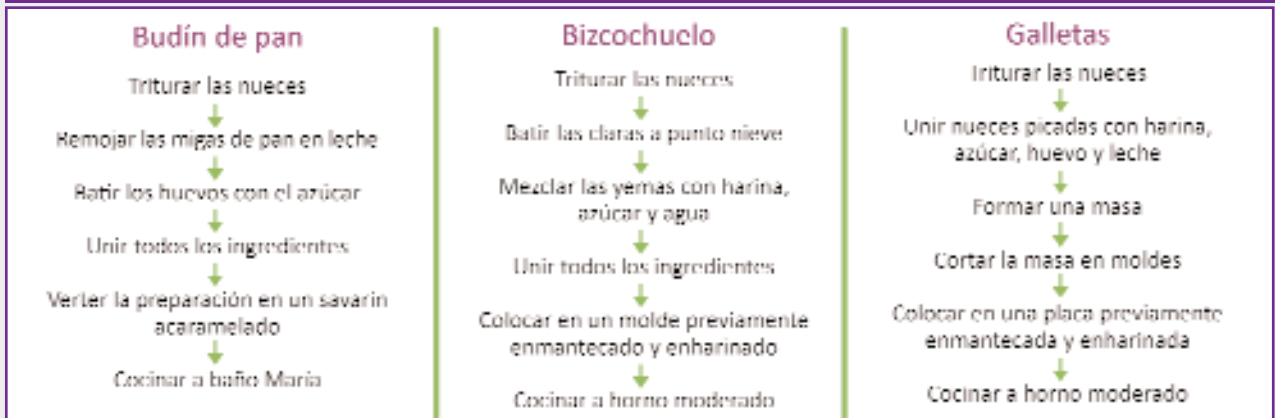 Budín de pan
Triturar las nueces
Remojar las migas de pan en leche
Batir los huevos con el azúcar
Unir todos los ingredientes
Verter la preparación en un savarin
acaramelado
Cocinar a baño María
Bizcochuelo
Triturar las nueces
Batir las claras a punto nieve
Mezclar las yemas con harina,
azúcar y agua
Unir todos los ingredientes
Colocar en un molde previamente
enmantecado y enharinado
Cocinar a horno moderado
Galletas
Triturar las nueces
Unir nueces picadas con harina,
azúcar, huevo y leche
Formar una masa
Cortar la masa en moldes
Colocar en una placa previamente
enmantecada y enharinada
Cocinar a horno moderado